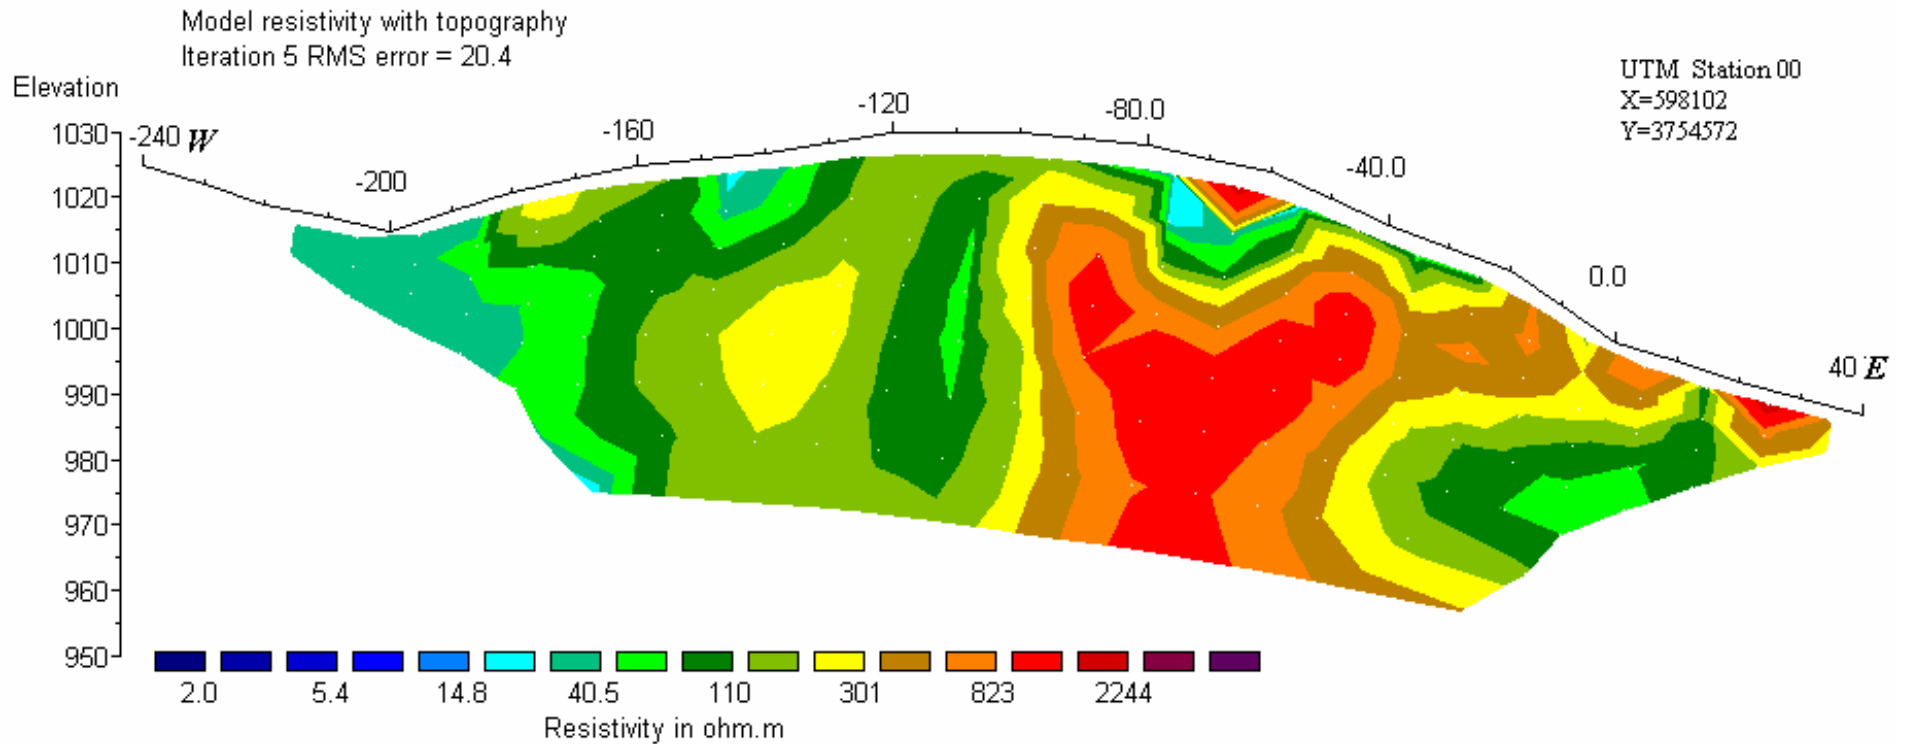 Model resistivity with topography
Iteration 5 RMS error = 20.4
UTM Station 00
X=598102
Y=3754572
Elevation
-240 W
-200
-160
-120
-80.0
-40.0
0.0
40 E
1030
1020
1010
1000
990
980
970
960
950
2.0 5.4 14.8 40.5 110 301 823 2244
Resistivity in ohm.m